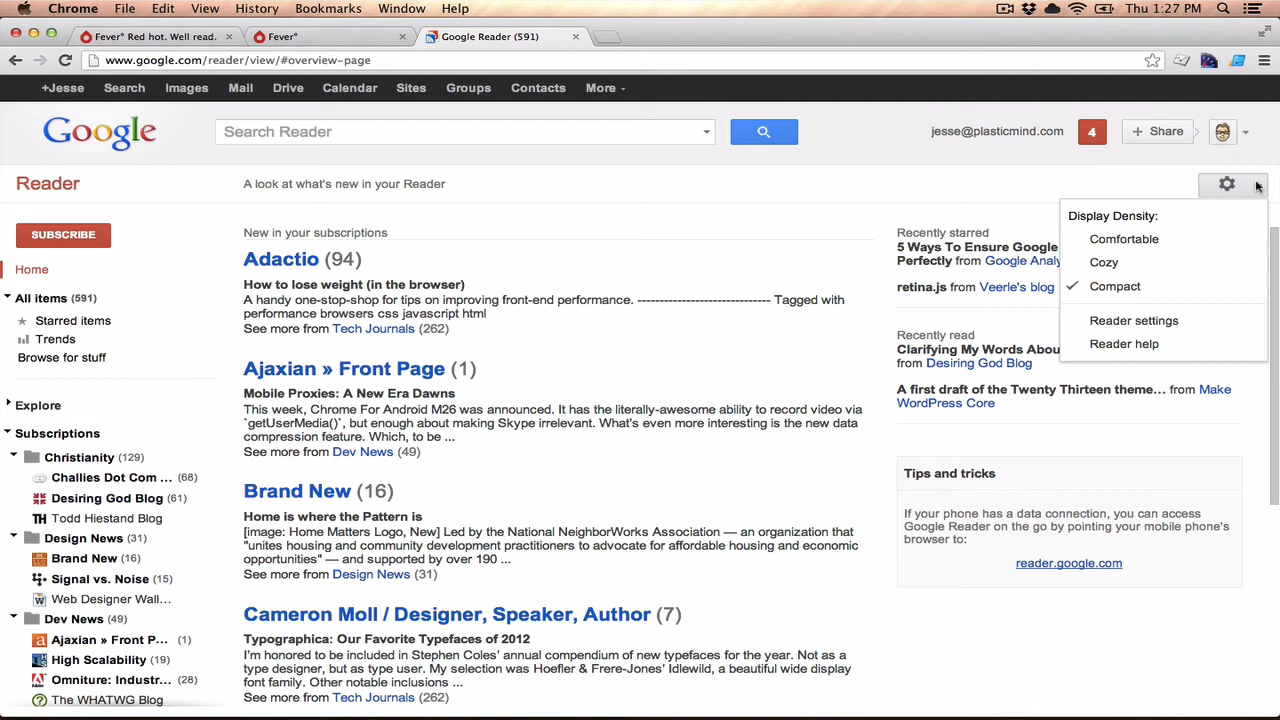 Chrome File Edit View History Bookmarks Window Help Thu 1:27 PM
Fever° Red hot. Well read. Fever° Google Reader (591)
www.google.com/reader/view/#overview-page
+Jesse Search Images Mail Drive Calendar Sites Groups Contacts More
Google Search Reader jesse@plasticmind.com 4 + Share
Reader A look at what's new in your Reader
SUBSCRIBE
Home
All items (591)
Starred items
Trends
Browse for stuff
Explore
Subscriptions
Christianity (129)
Challies Dot Com ... (68)
Desiring God Blog (61)
TH Todd Hiestand Blog
Design News (31)
Brand New (16)
Signal vs. Noise (15)
Web Designer Wall...
Dev News (49)
Ajaxian » Front P... (1)
High Scalability (19)
Omniture: Industr... (28)
The WHATWG Blog
New in your subscriptions
Adactio (94)
How to lose weight (in the browser)
A handy one-stop-shop for tips on improving front-end performance. ------------------------------ Tagged with
performance browsers css javascript html
See more from Tech Journals (262)
Ajaxian » Front Page (1)
Mobile Proxies: A New Era Dawns
This week, Chrome For Android M26 was announced. It has the literally-awesome ability to record video via
`getUserMedia()`, but enough about making Skype irrelevant. What's even more interesting is the new data
compression feature. Which, to be ...
See more from Dev News (49)
Brand New (16)
Home is where the Pattern is
[image: Home Matters Logo, New] Led by the National NeighborWorks Association — an organization that
"unites housing and community development practitioners to advocate for affordable housing and economic
opportunities" — and supported by over 190 ...
See more from Design News (31)
Cameron Moll / Designer, Speaker, Author (7)
Typographica: Our Favorite Typefaces of 2012
I'm honored to be included in Stephen Coles' annual compendium of new typefaces for the year. Not as a
type designer, but as type user. My selection was Hoefler & Frere-Jones' Idlewild, a beautiful wide display
font family. Other notable inclusions ...
See more from Tech Journals (262)
Recently starred
5 Ways To Ensure Google
Perfectly from Google Analy
retina.js from Veerle's blog
Recently read
Clarifying My Words Abou
Desiring God Blog
A first draft of the Twenty Thirteen theme... from Make
WordPress Core
Tips and tricks
If your phone has a data connection, you can access
Google Reader on the go by pointing your mobile phone's
browser to:
reader.google.com
Display Density:
Comfortable
Cozy
Compact
Reader settings
Reader help